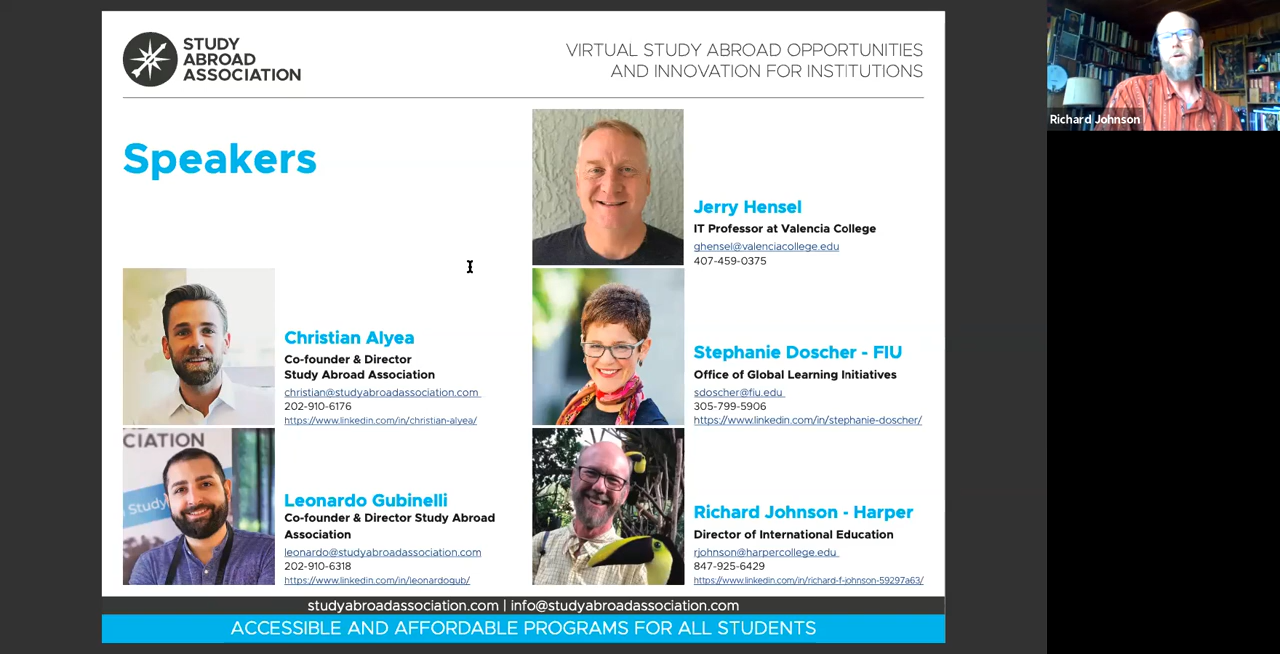 STUDY
ABROAD
ASSOCIATION
VIRTUAL STUDY ABROAD OPPORTUNITIES
AND INNOVATION FOR INSTITUTIONS
Richard Johnson
Speakers
Jerry Hensel
IT Professor at Valencia College
ghensel@valenciacollege.edu
407-459-0375
Christian Alyea
Co-founder & Director
Study Abroad Association
christian@studyabroadassociation.com
202-910-6176
https://www.linkedin.com/in/christian-alyea/
Stephanie Doscher - FIU
Office of Global Learning Initiatives
sdoscher@fiu.edu
305-799-5906
https://www.linkedin.com/in/stephanie-doscher/
CIATION
Study
Leonardo Gubinelli
Co-founder & Director Study Abroad
Association
leonardo@studyabroadassociation.com
202-910-6318
https://www.linkedin.com/in/leonardogub/
Richard Johnson - Harper
Director of International Education
rjohnson@harpercollege.edu
847-925-6429
https://www.linkedin.com/in/richard-f-johnson-59297a63/
studyabroadassociation.com | info@studyabroadassociation.com
ACCESSIBLE AND AFFORDABLE PROGRAMS FOR ALL STUDENTS